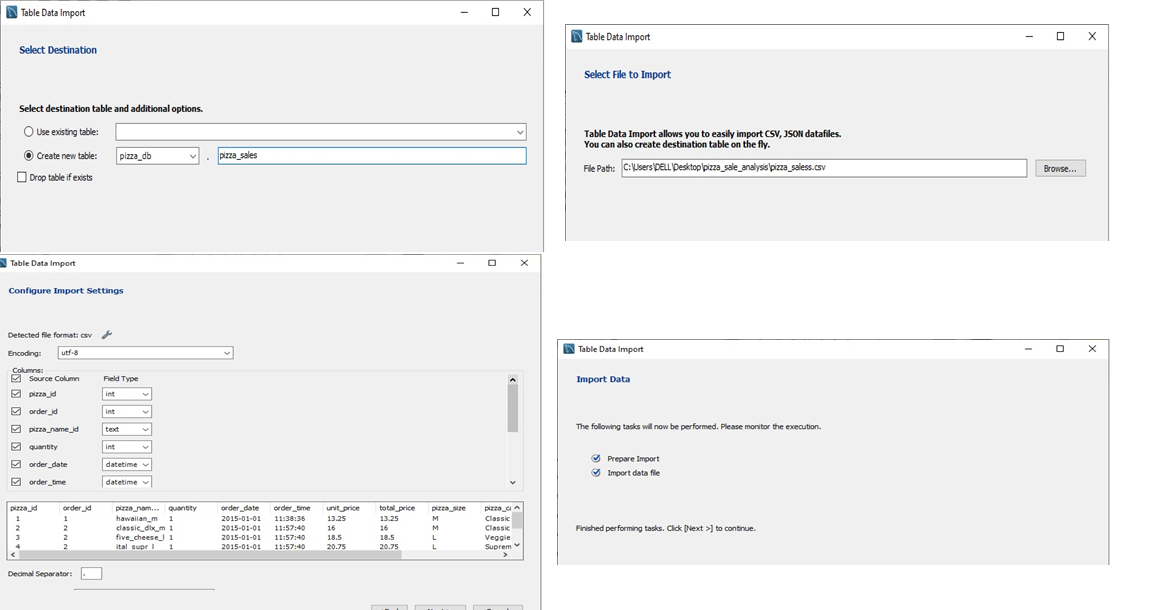 Table Data Import
Select Destination
Select destination table and additional options.
Use existing table:
Create new table: pizza_db . pizza_sales
Drop table if exists
Table Data Import
Select File to Import
Table Data Import allows you to easily import CSV, JSON datafiles.
You can also create destination table on the fly.
File Path: C:\Users\DELL\Desktop\pizza_sale_analysis\pizza_saless.csv Browse...
Table Data Import
Configure Import Settings
Detected file format: csv
Encoding: utf-8
Columns:
Source Column Field Type
pizza_id int
order_id int
pizza_name_id text
quantity int
order_date datetime
order_time datetime
pizza_id order_id pizza_nam... quantity order_date order_time unit_price total_price pizza_size pizza_ca
1 1 hawaiian_m 1 2015-01-01 11:38:36 13.25 13.25 M Classic
2 2 classic_dlx_m 1 2015-01-01 11:57:40 16 16 M Classic
3 2 five_cheese_l 1 2015-01-01 11:57:40 18.5 18.5 L Veggie
4 2 ital_supr_l 1 2015-01-01 11:57:40 20.75 20.75 L Suprem
Decimal Separator: .
Table Data Import
Import Data
The following tasks will now be performed. Please monitor the execution.
Prepare Import
Import data file
Finished performing tasks. Click [Next >] to continue.